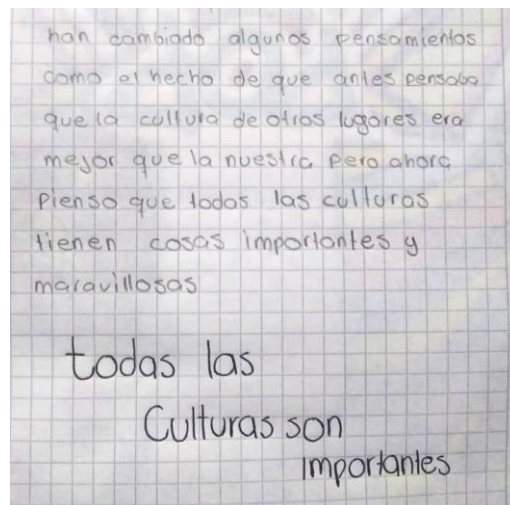 han cambiado algunos pensamientos
como el hecho de que antes pensaba
que la cultura de otros lugares era
mejor que la nuestra pero ahora
pienso que todas las culturas
tienen cosas importantes y
maravillosas
todas las
Culturas son
importantes